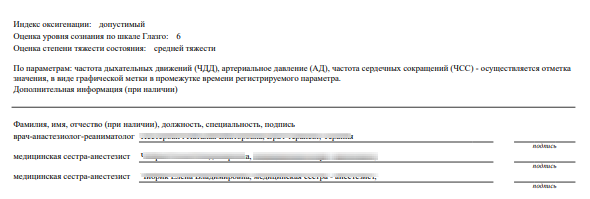 Индекс оксигенации: допустимый
Оценка уровня сознания по шкале Глазго: 6
Оценка степени тяжести состояния: средней тяжести
По параметрам: частота дыхательных движений (ЧДД), артериальное давление (АД), частота сердечных сокращений (ЧСС) - осуществляется отметка
значения, в виде графической метки в промежутке времени регистрируемого параметра.
Дополнительная информация (при наличии)
Фамилия, имя, отчество (при наличии), должность, специальность, подпись
врач-анестезиолог-реаниматолог
подпись
медицинская сестра-анестезист
подпись
медицинская сестра-анестезист
подпись